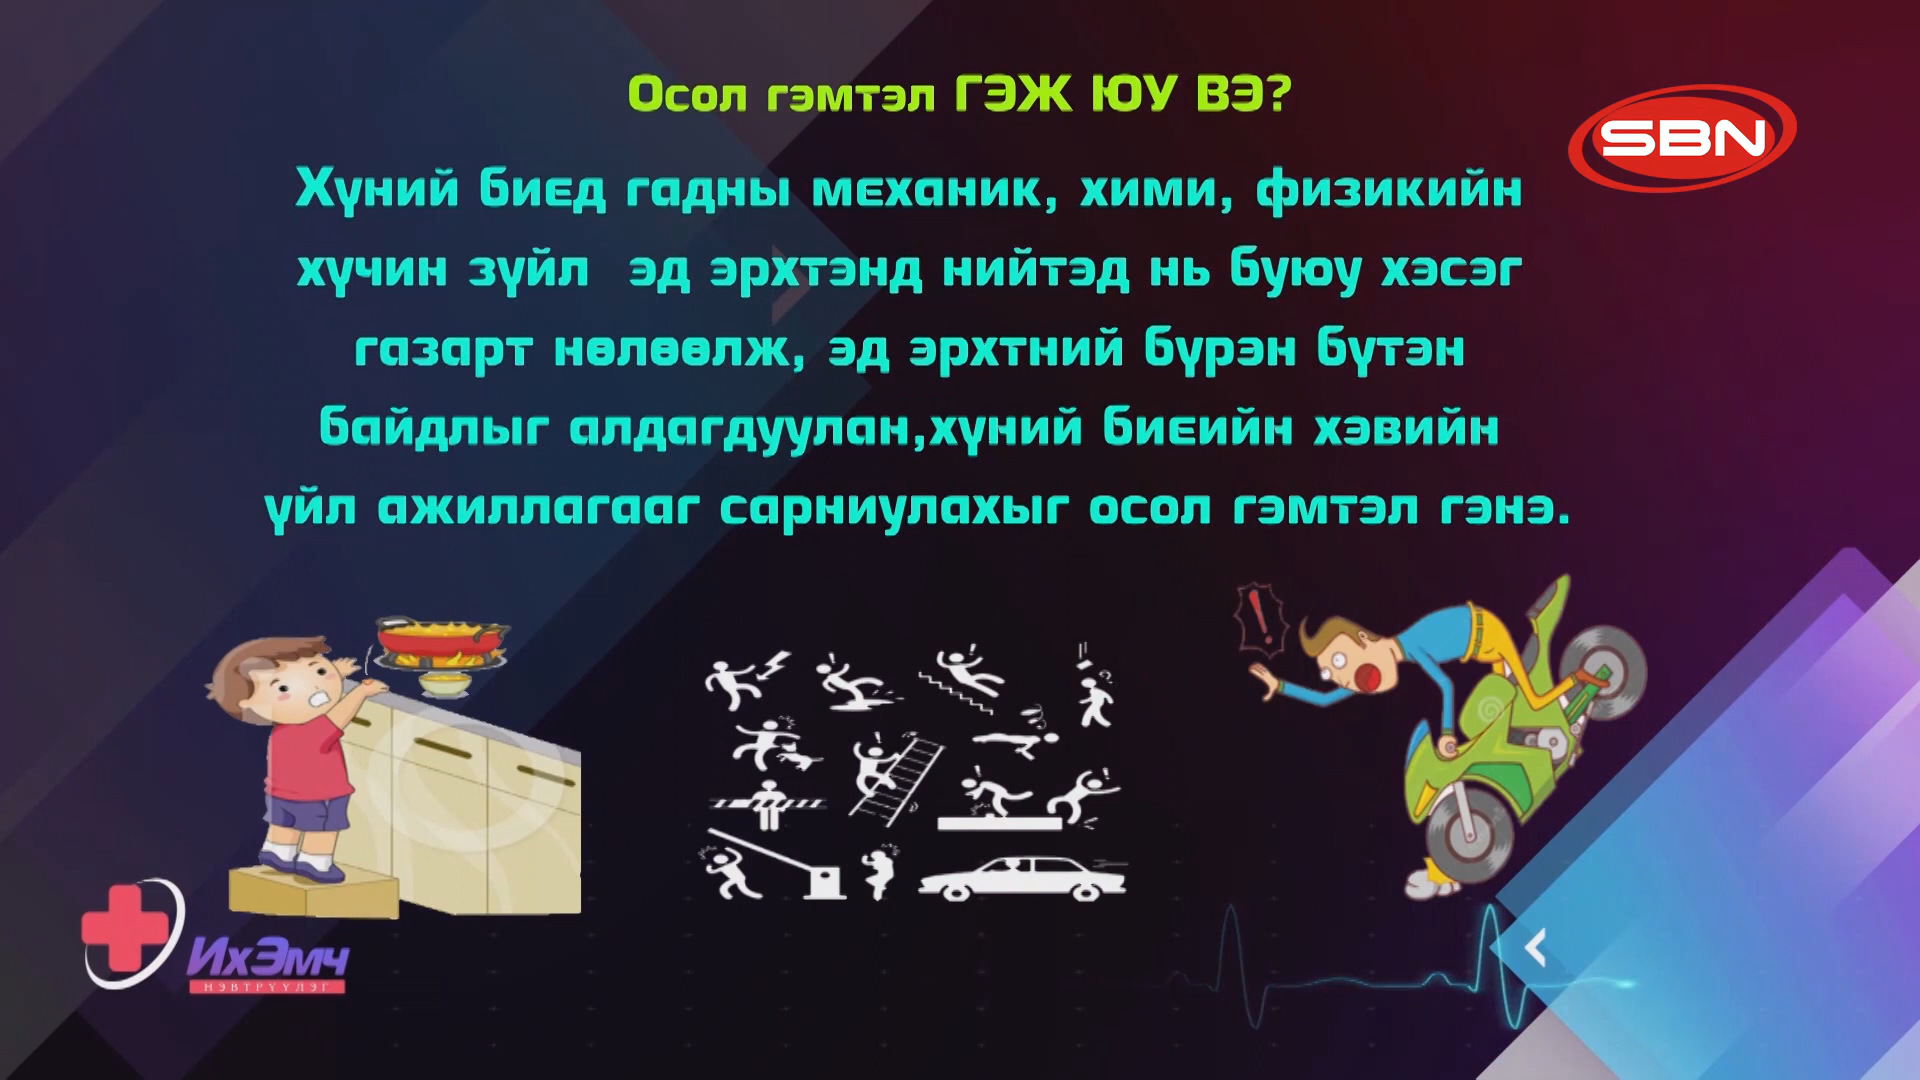 Осол гэмтэл ГЭЖ ЮУ ВЭ?
SBN
Хүний биед гадны механик, хими, физикийн
хүчин зүйл эд эрхтэнд нийтэд нь буюу хэсэг
газарт нөлөөлж, эд эрхтний бүрэн бүтэн
байдлыг алдагдуулан,хүний биеийн хэвийн
үйл ажиллагааг сарниулахыг осол гэмтэл гэнэ.
ИхЭмч
НЭВТРҮҮЛЭГ